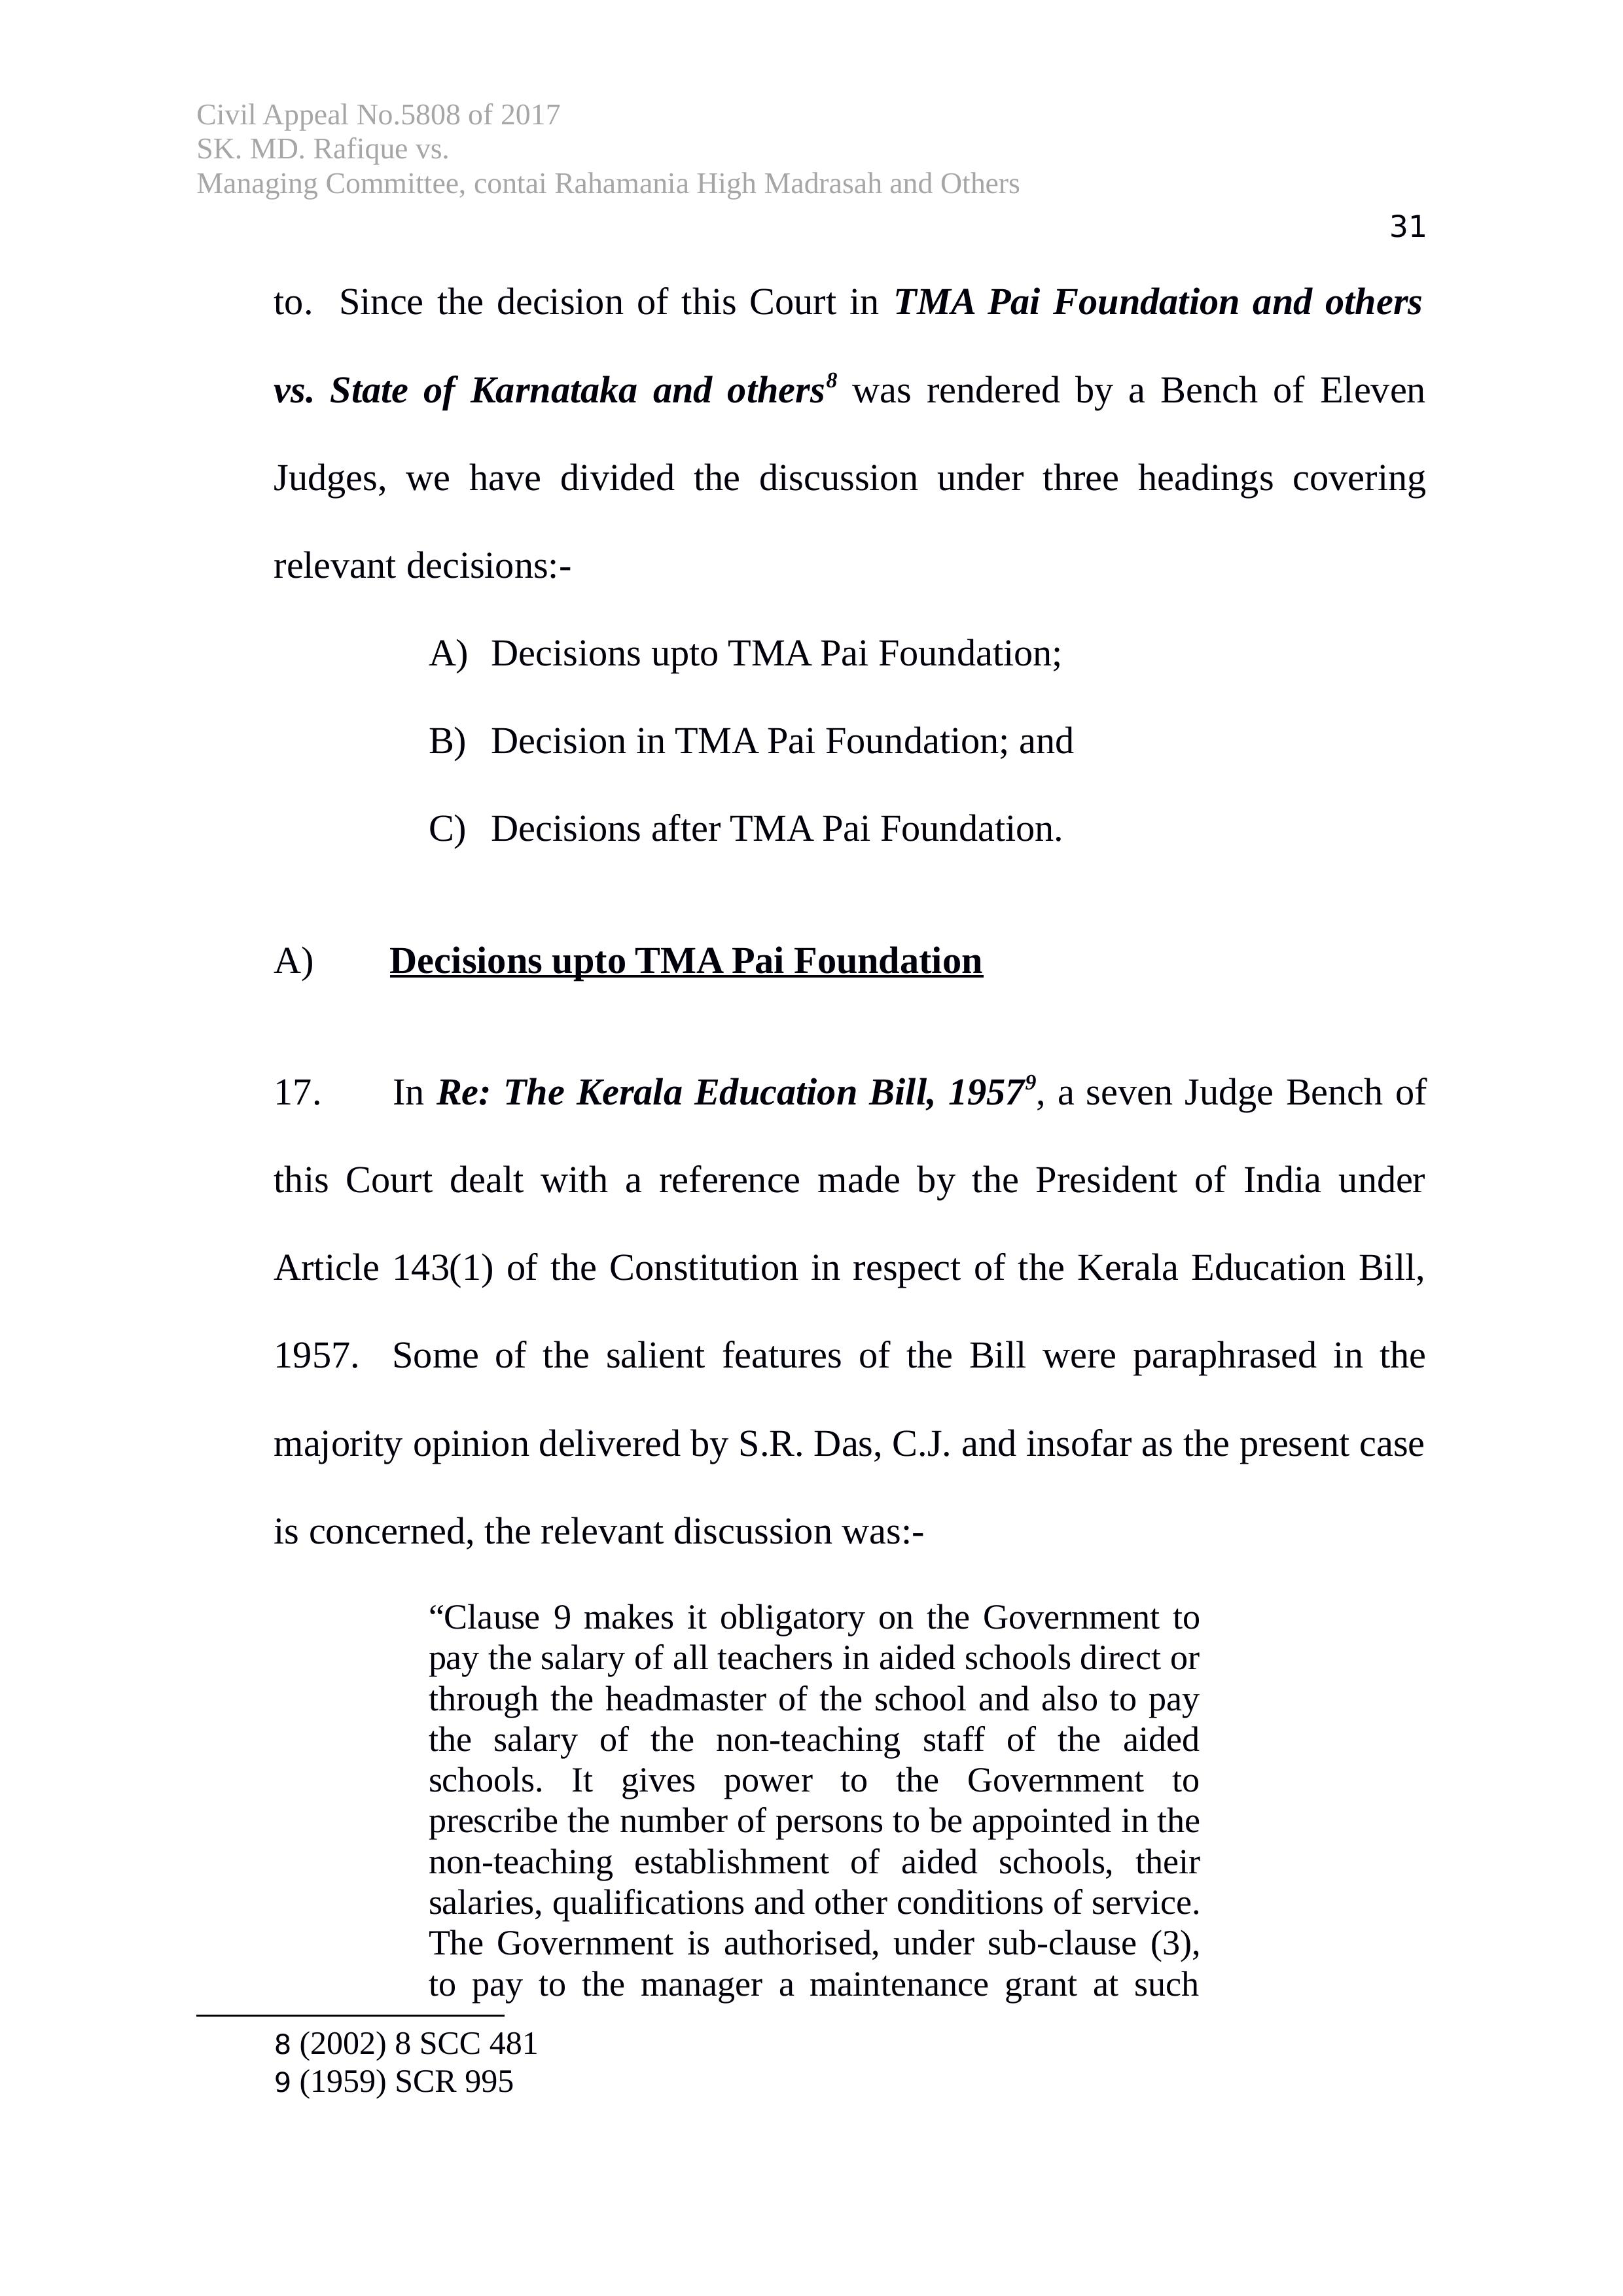 Civil Appeal No.5808 of 2017
SK. MD. Rafique vs.
Managing Committee, contai Rahamania High Madrasah and Others
31
to. Since the decision of this Court in TMA Pai Foundation and others
vs. State of Karnataka and others8 was rendered by a Bench of Eleven
Judges, we have divided the discussion under three headings covering
relevant decisions:-
A) Decisions upto TMA Pai Foundation;
B) Decision in TMA Pai Foundation; and
C) Decisions after TMA Pai Foundation.
A) Decisions upto TMA Pai Foundation
17. In Re: The Kerala Education Bill, 19579, a seven Judge Bench of
this Court dealt with a reference made by the President of India under
Article 143(1) of the Constitution in respect of the Kerala Education Bill,
1957. Some of the salient features of the Bill were paraphrased in the
majority opinion delivered by S.R. Das, C.J. and insofar as the present case
is concerned, the relevant discussion was:-
“Clause 9 makes it obligatory on the Government to
pay the salary of all teachers in aided schools direct or
through the headmaster of the school and also to pay
the salary of the non-teaching staff of the aided
schools. It gives power to the Government to
prescribe the number of persons to be appointed in the
non-teaching establishment of aided schools, their
salaries, qualifications and other conditions of service.
The Government is authorised, under sub-clause (3),
to pay to the manager a maintenance grant at such
8 (2002) 8 SCC 481
9 (1959) SCR 995